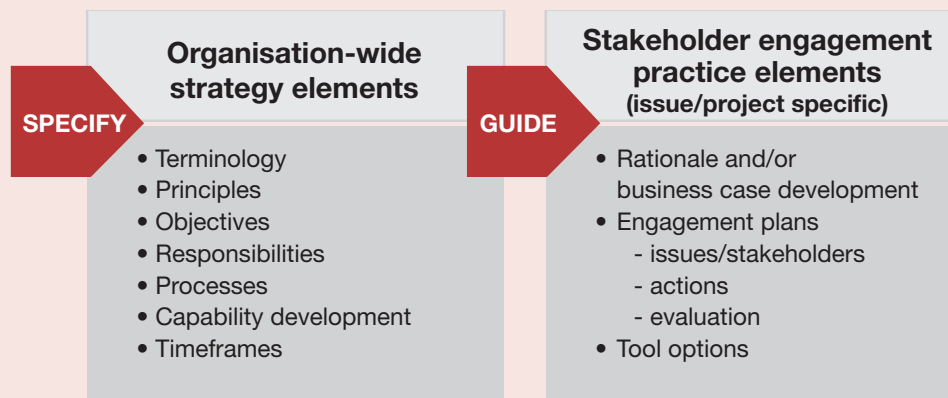 SPECIFY
Organisation-wide
strategy elements
• Terminology
• Principles
• Objectives
• Responsibilities
• Processes
• Capability development
• Timeframes
GUIDE
Stakeholder engagement
practice elements
(issue/project specific)
• Rationale and/or
business case development
• Engagement plans
- issues/stakeholders
- actions
- evaluation
• Tool options